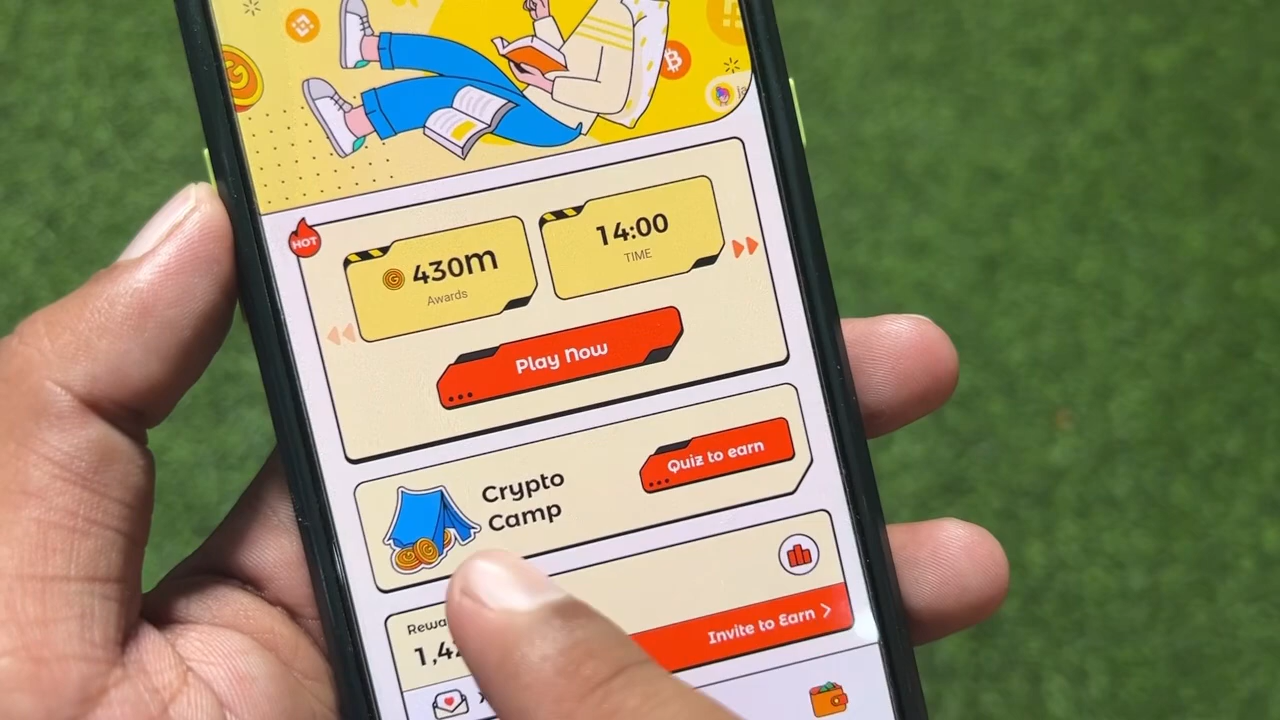 HOT
430m
Awards
14:00
TIME
Play Now
Crypto
Camp
Quiz to earn
Invite to Earn